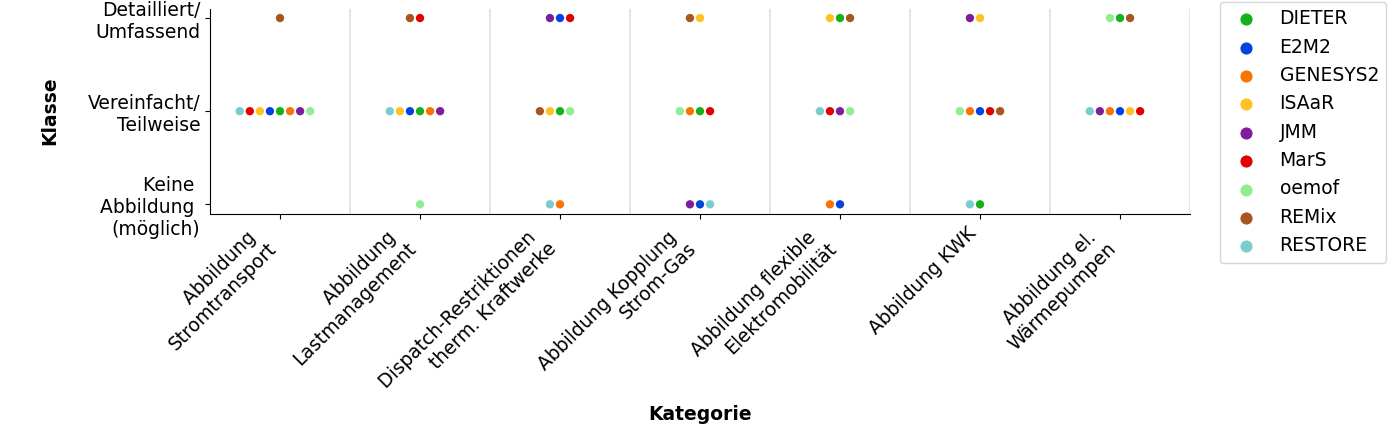 Klasse
Detailliert/
Umfassend
Vereinfacht/
Teilweise
Keine
Abbildung
(möglich)
Abbildung
Stromtransport
Abbildung
Lastmanagement
Dispatch-Restriktionen
therm. Kraftwerke
Abbildung Kopplung
Strom-Gas
Abbildung flexible
Elektromobilität
Abbildung KWK
Abbildung el.
Wärmepumpen
Kategorie
DIETER
E2M2
GENESYS2
ISAaR
JMM
MarS
oemof
REMix
RESTORE